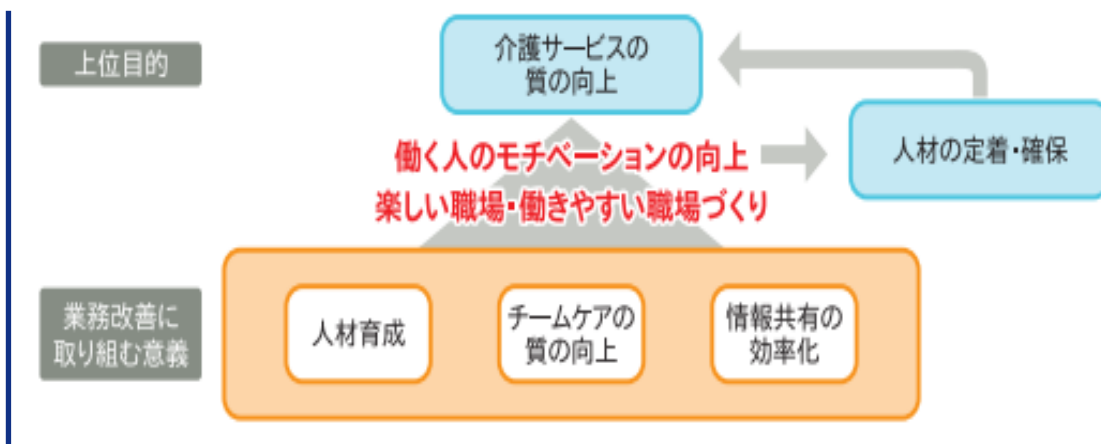 上位目的
介護サービスの
質の向上
働く人のモチベーションの向上
楽しい職場・働きやすい職場づくり
人材の定着・確保
業務改善に
取り組む意義
人材育成
チームケアの
質の向上
情報共有の
効率化